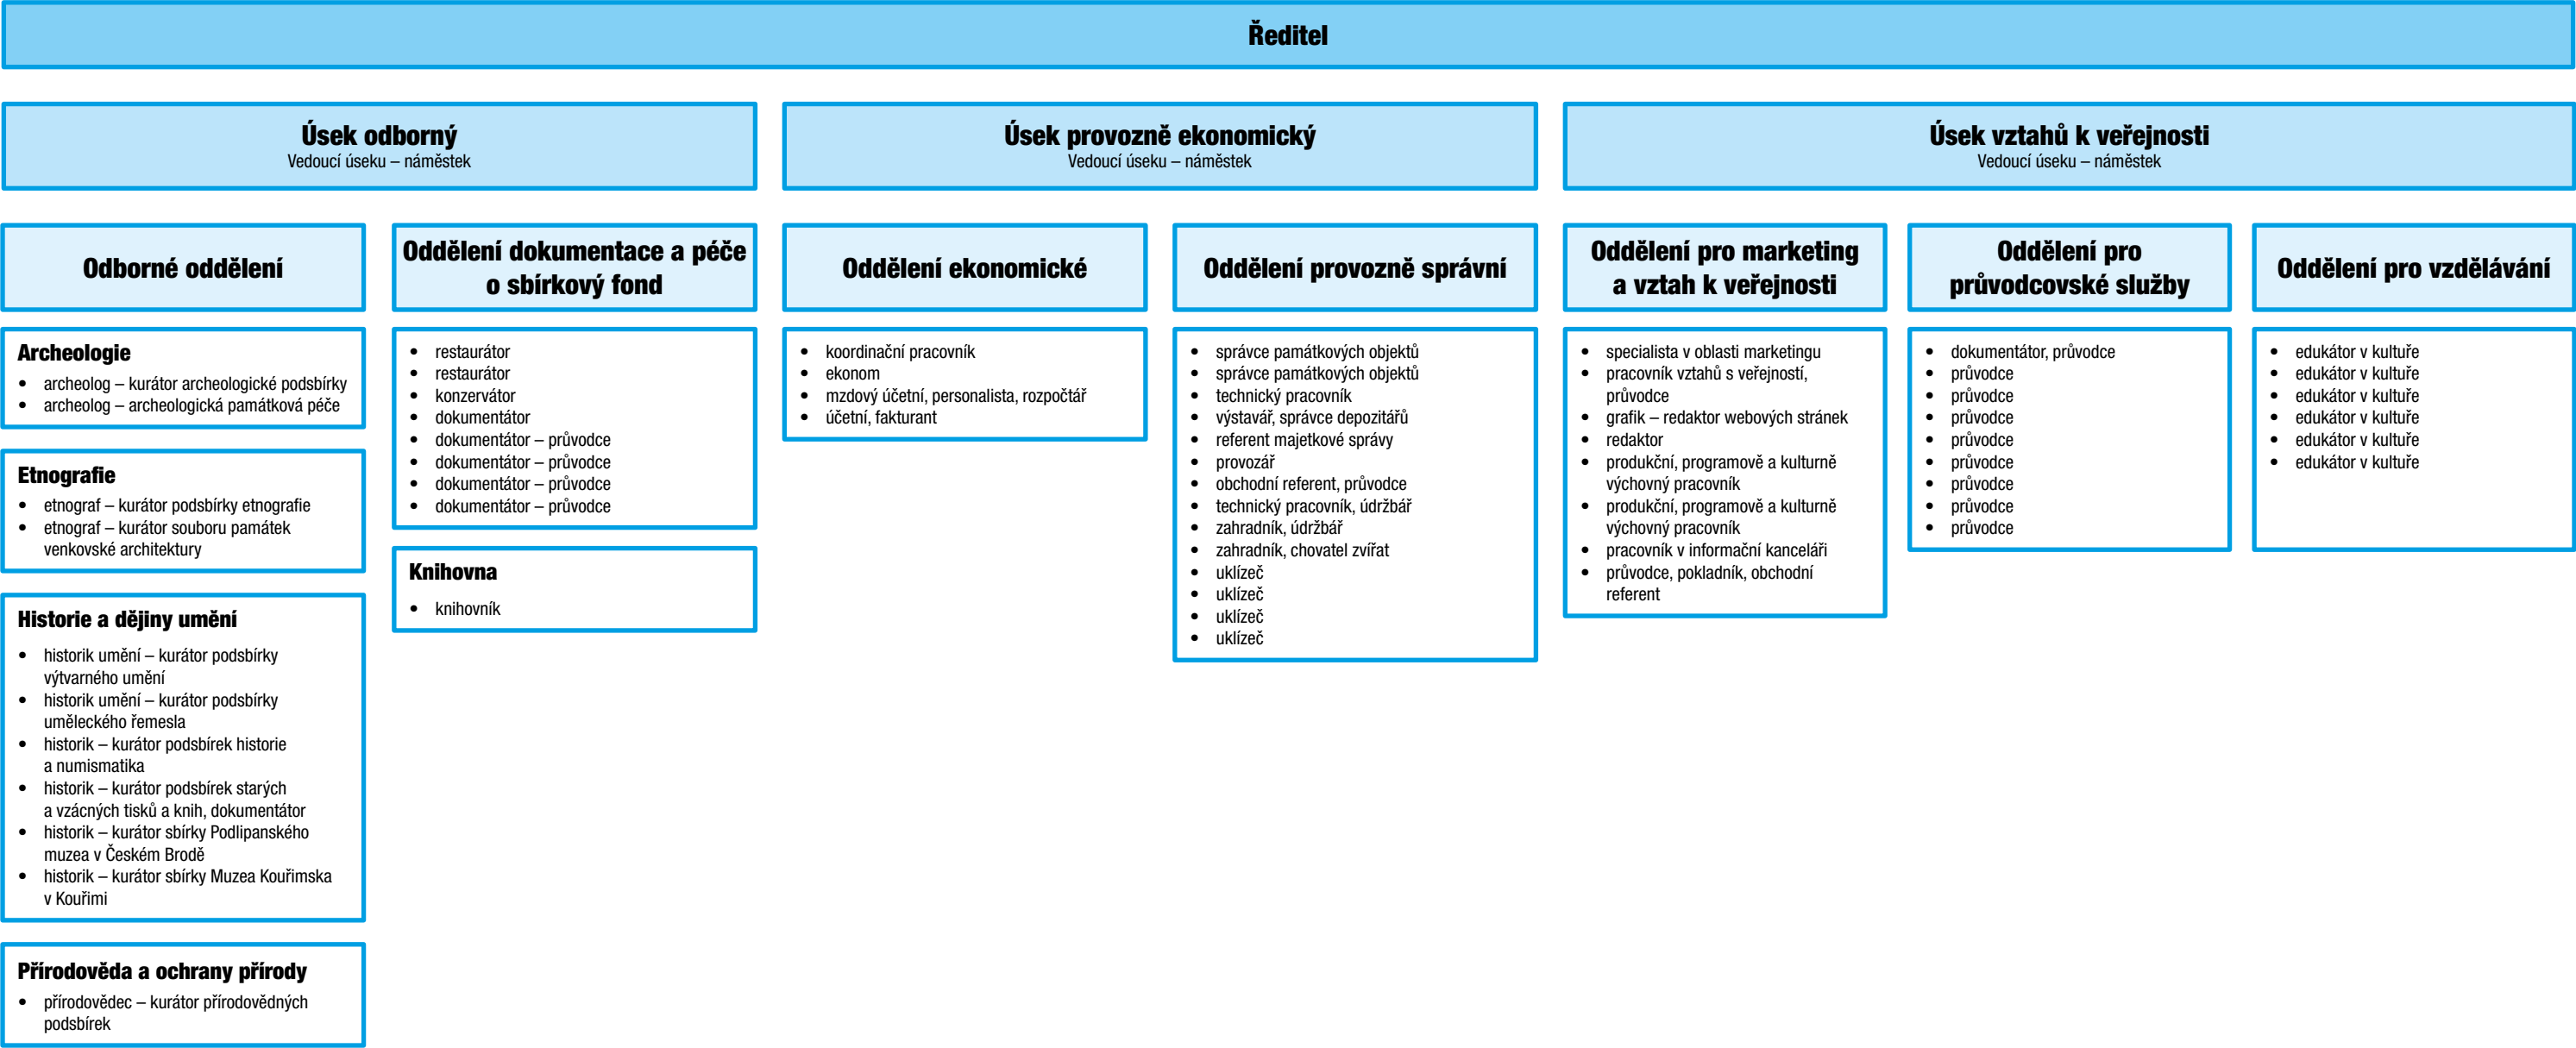 Ředitel
Úsek odborný
Vedoucí úseku – náměstek
Úsek provozně ekonomický
Vedoucí úseku – náměstek
Úsek vztahů k veřejnosti
Vedoucí úseku – náměstek
Odborné oddělení
Archeologie
• archeolog – kurátor archeologické podsbírky
• archeolog – archeologická památková péče
Etnografie
• etnograf – kurátor podsbírky etnografie
• etnograf – kurátor souboru památek
venkovské architektury
Historie a dějiny umění
• historik umění – kurátor podsbírky
výtvarného umění
• historik umění – kurátor podsbírky
uměleckého řemesla
• historik – kurátor podsbírek historie
a numismatika
• historik – kurátor podsbírek starých
a vzácných tisků a knih, dokumentátor
• historik – kurátor sbírky Podlipanského
muzea v Českém Brodě
• historik – kurátor sbírky Muzea Kouřimska
v Kouřimi
Přírodověda a ochrany přírody
• přírodovědec – kurátor přírodovědných
podsbírek
Oddělení dokumentace a péče
o sbírkový fond
• restaurátor
• restaurátor
• konzervátor
• dokumentátor
• dokumentátor – průvodce
• dokumentátor – průvodce
• dokumentátor – průvodce
• dokumentátor – průvodce
Knihovna
• knihovník
Oddělení ekonomické
• koordinační pracovník
• ekonom
• mzdový účetní, personalista, rozpočtář
• účetní, fakturant
Oddělení provozně správní
• správce památkových objektů
• správce památkových objektů
• technický pracovník
• výstavář, správce depozitářů
• referent majetkové správy
• provozář
• obchodní referent, průvodce
• technický pracovník, údržbář
• zahradník, údržbář
• zahradník, chovatel zvířat
• uklízeč
• uklízeč
• uklízeč
• uklízeč
Oddělení pro marketing
a vztah k veřejnosti
• specialista v oblasti marketingu
• pracovník vztahů s veřejností,
průvodce
• grafik – redaktor webových stránek
• redaktor
• produkční, programově a kulturně
výchovný pracovník
• produkční, programově a kulturně
výchovný pracovník
• pracovník v informační kanceláři
• průvodce, pokladník, obchodní
referent
Oddělení pro
průvodcovské služby
• dokumentátor, průvodce
• průvodce
• průvodce
• průvodce
• průvodce
• průvodce
• průvodce
• průvodce
• průvodce
Oddělení pro vzdělávání
• edukátor v kultuře
• edukátor v kultuře
• edukátor v kultuře
• edukátor v kultuře
• edukátor v kultuře
• edukátor v kultuře